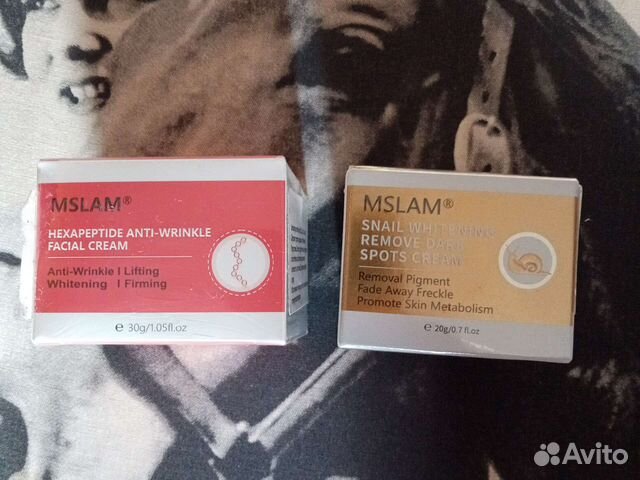 MSLAM®
HEXAPEPTIDE ANTI-WRINKLE
FACIAL CREAM
Anti-Wrinkle I Lifting
Whitening I Firming
℮ 30g/1.05fl.oz
MSLAM®
SNAIL WHITENING
REMOVE DARK
SPOTS CREAM
Removal Pigment
Fade Away Freckle
Promote Skin Metabolism
℮ 20g/0.7 fl.oz
Avito